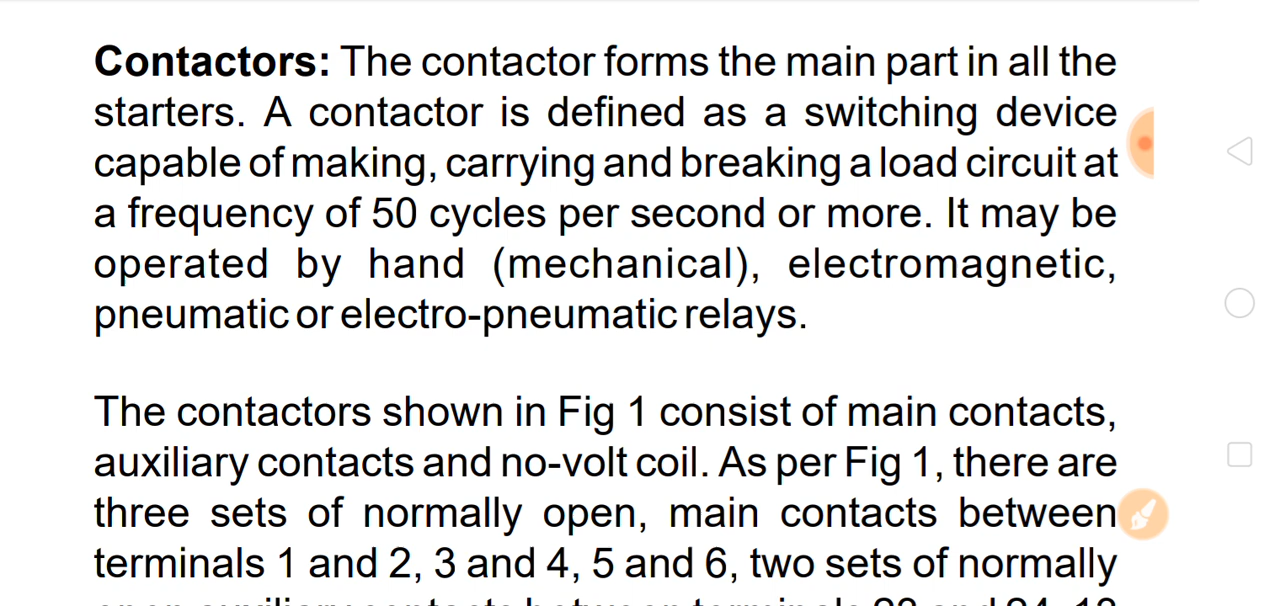 Contactors: The contactor forms the main part in all the
starters. A contactor is defined as a switching device
capable of making, carrying and breaking a load circuit at
a frequency of 50 cycles per second or more. It may be
operated by hand (mechanical), electromagnetic,
pneumatic or electro-pneumatic relays.
The contactors shown in Fig 1 consist of main contacts,
auxiliary contacts and no-volt coil. As per Fig 1, there are
three sets of normally open, main contacts between
terminals 1 and 2, 3 and 4, 5 and 6, two sets of normally